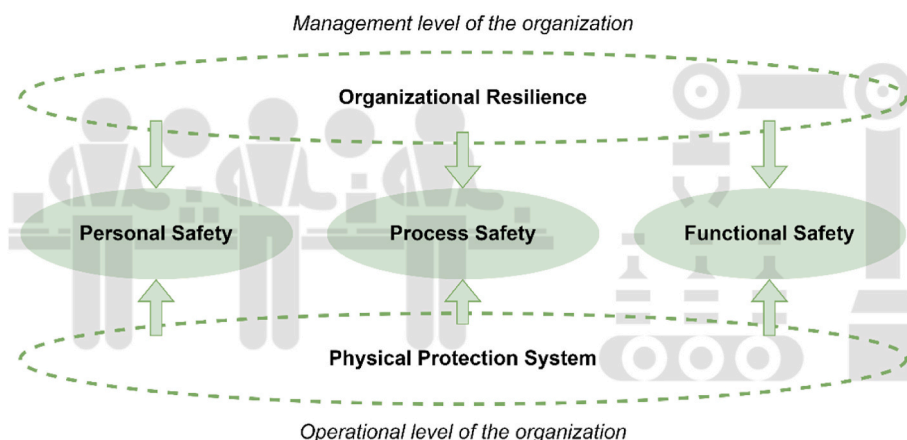 Management level of the organization
Organizational Resilience
Personal Safety
Process Safety
Functional Safety
Physical Protection System
Operational level of the organization